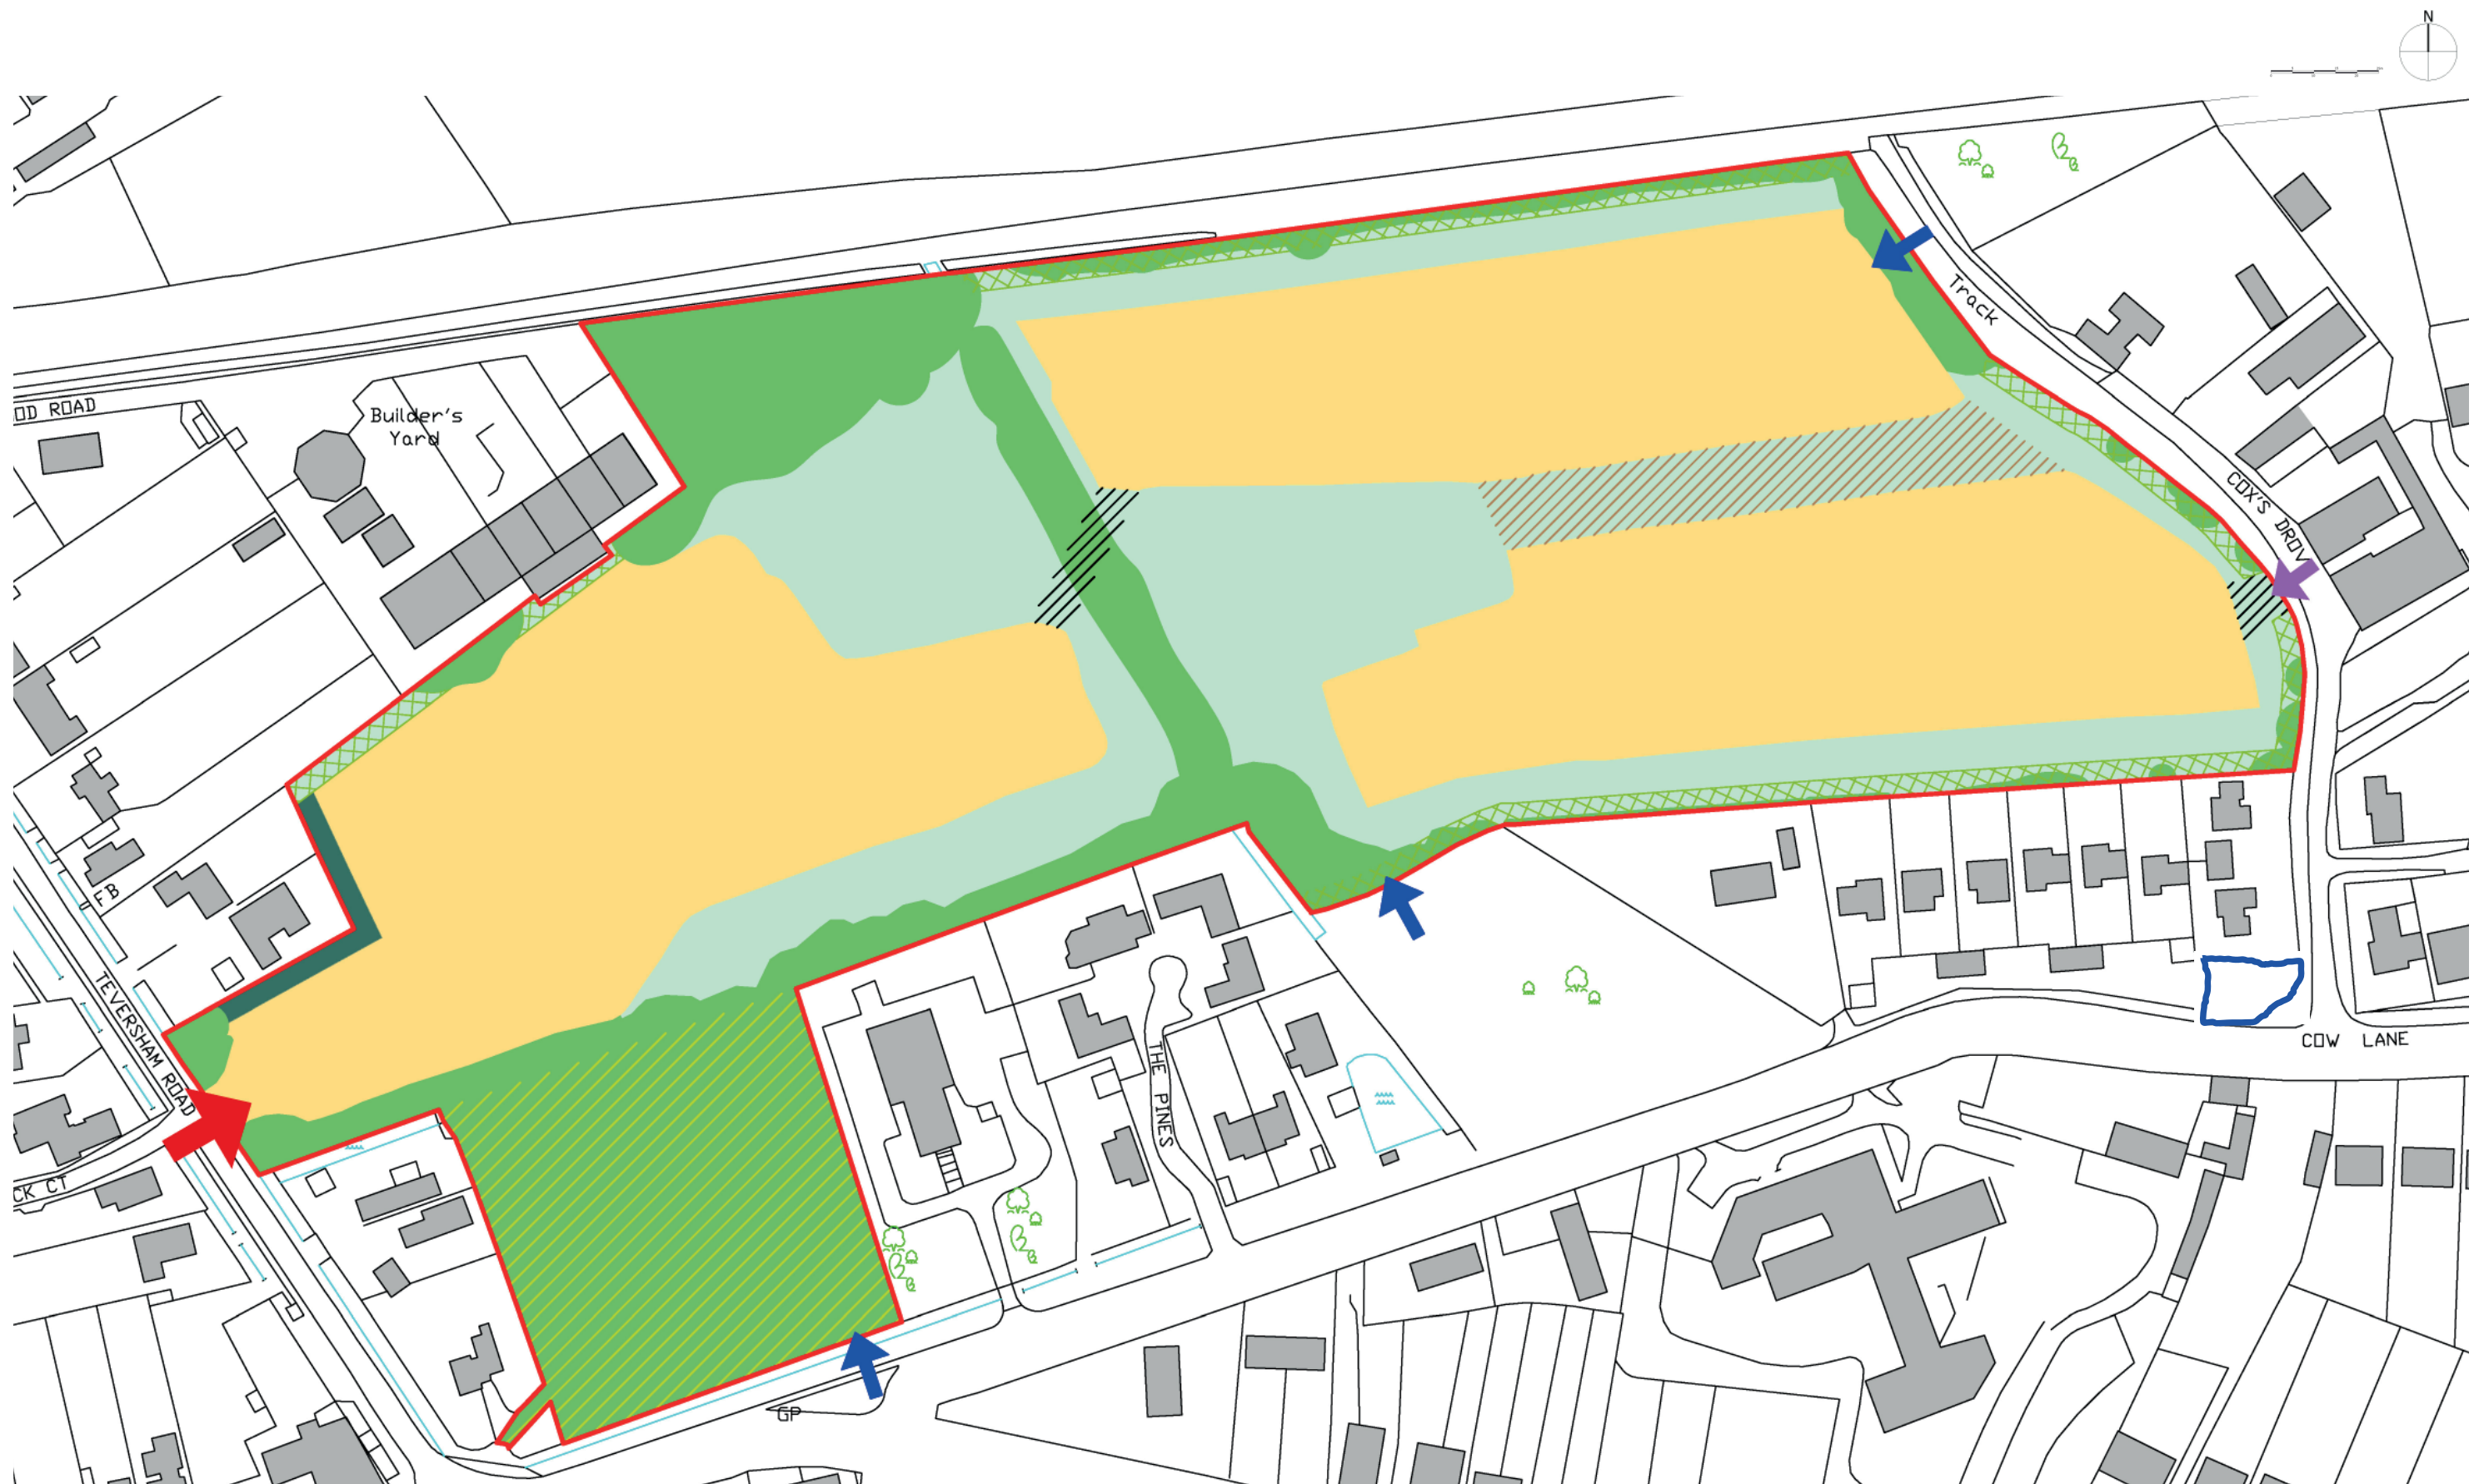 N
Track
OD ROAD
Builder's
Yard
COX'S DROV
FB
TEVERSHAM ROAD
COW LANE
THE PINES
CK CT
GP